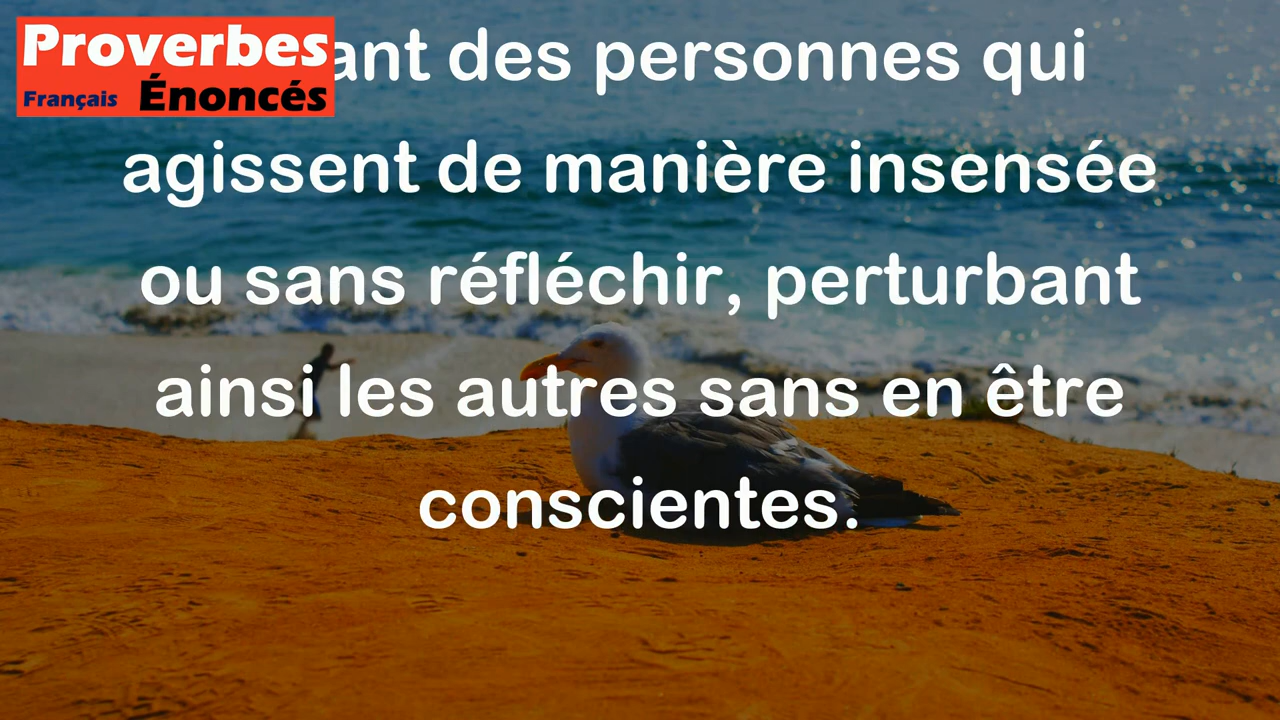 Proverbes
Français Énoncés
des personnes qui
agissent de manière insensée
ou sans réfléchir, perturbant
ainsi les autres sans en être
conscientes.